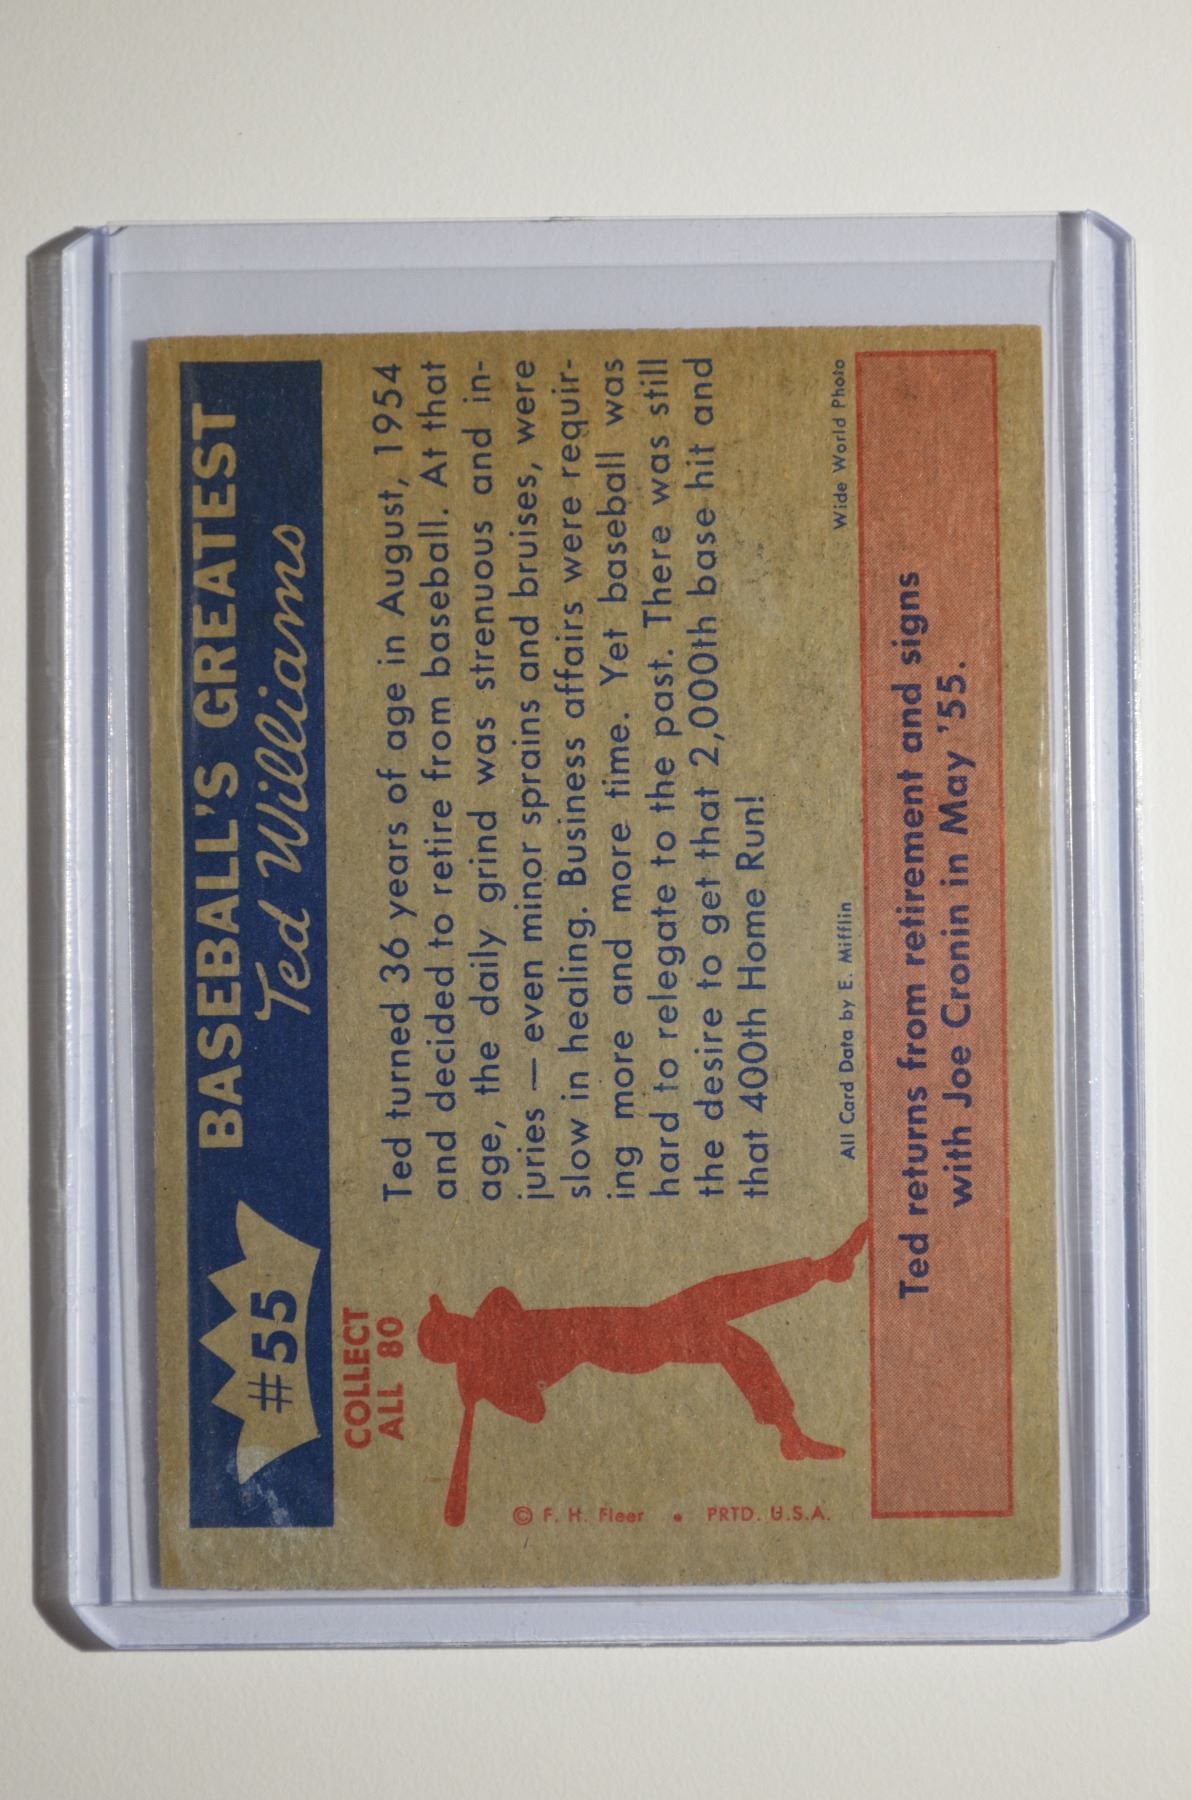 #55
BASEBALL'S GREATEST
Ted Williams
COLLECT
ALL 80
Ted turned 36 years of age in August, 1954
and decided to retire from baseball. At that
age, the daily grind was strenuous and in-
juries — even minor sprains and bruises, were
slow in healing. Business affairs were requir-
ing more and more time. Yet baseball was
hard to relegate to the past. There was still
the desire to get that 2,000th base hit and
that 400th Home Run!
© F. H. Fleer • PRTD. U.S.A.
All Card Data by E. Mifflin
Wide World Photo
Ted returns from retirement and signs
with Joe Cronin in May '55.